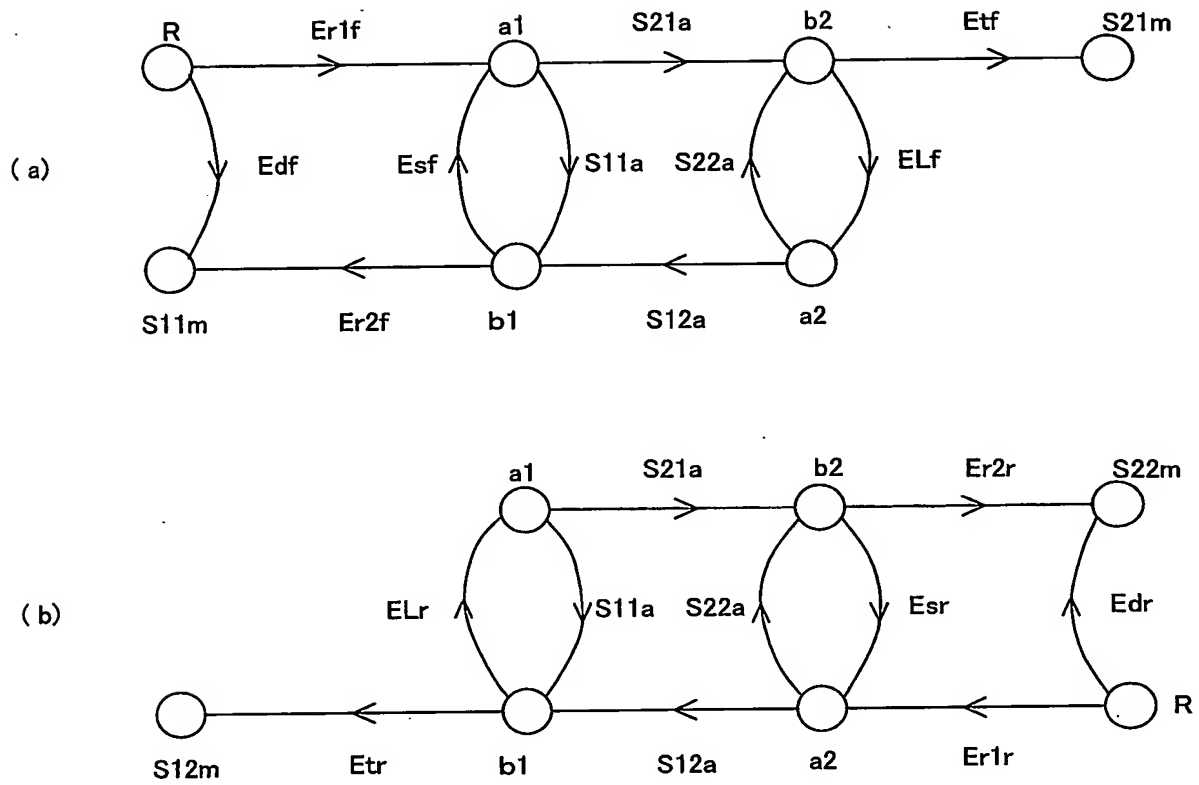 R Er1f a1 S21a b2 Etf S21m
(a) Edf Esf S11a S22a ELf
S11m Er2f b1 S12a a2
a1 S21a b2 Er2r S22m
(b) ELr S11a S22a Esr Edr
R
S12m Etr b1 S12a a2 Er1r